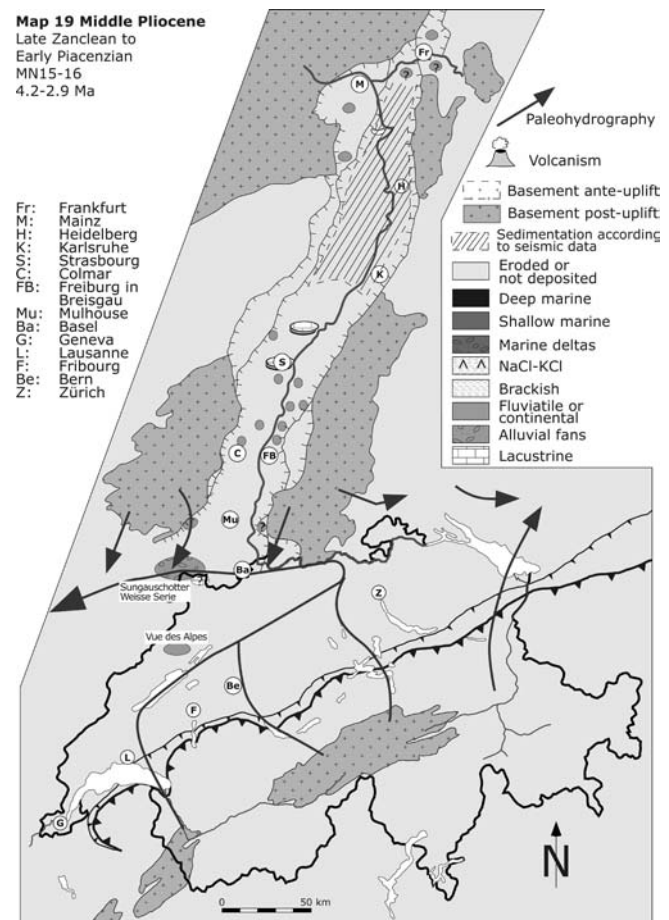 Map 19 Middle Pliocene
Late Zanclean to
Early Piacenzian
MN15-16
4.2-2.9 Ma
Fr: Frankfurt
M: Mainz
H: Heidelberg
K: Karlsruhe
S: Strasbourg
C: Colmar
FB: Freiburg in
Breisgau
Mu: Mulhouse
Ba: Basel
G: Geneva
L: Lausanne
F: Fribourg
Be: Bern
Z: Zürich
Paleohydrography
Volcanism
Basement ante-uplift
Basement post-uplift
Sedimentation according
to seismic data
Eroded or
not deposited
Deep marine
Shallow marine
Marine deltas
NaCl-KCl
Brackish
Fluviatile or
continental
Alluvial fans
Lacustrine
Fr
? ?
M
H
K
S
C
FB
Mu
?
Ba
?
Sungauschotter
Weisse Serie
Z
Vue des Alpes
Be
F
L
G
N
0 50 km